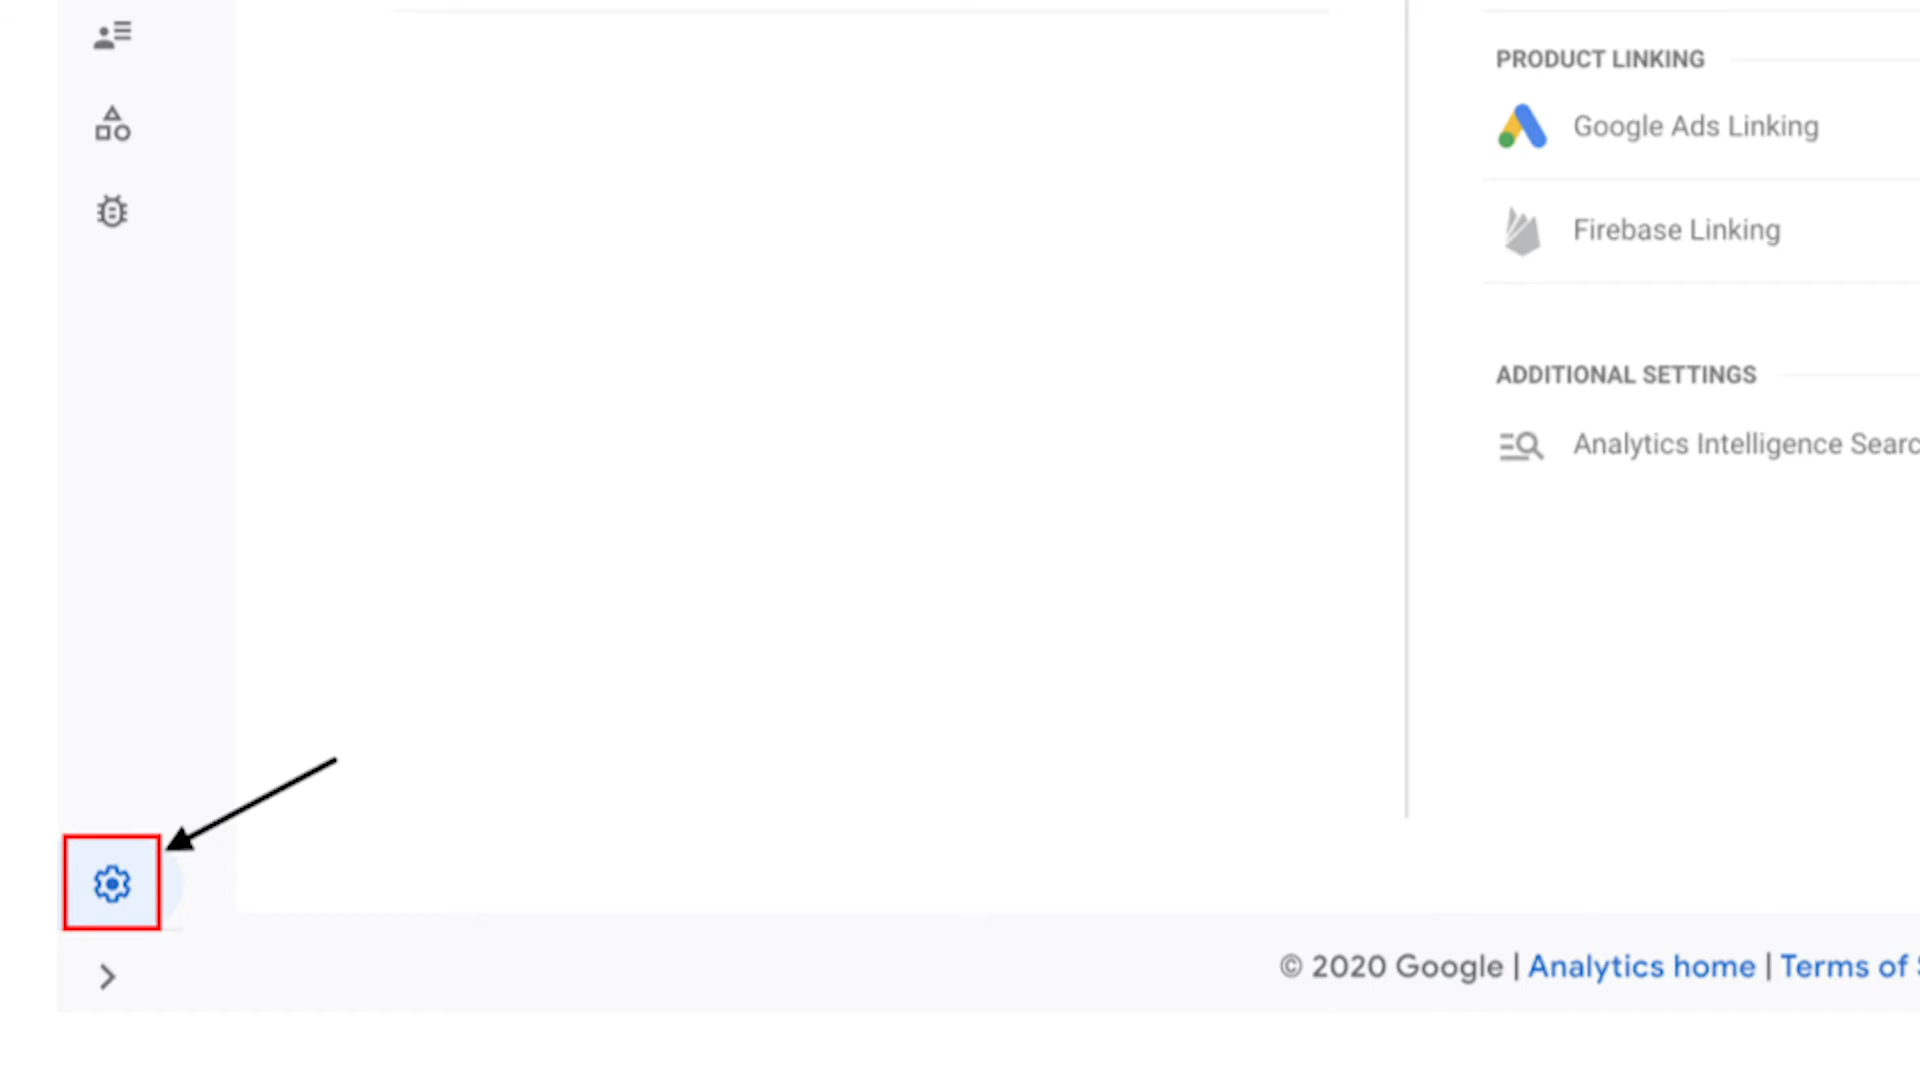 PRODUCT LINKING
Google Ads Linking
Firebase Linking
ADDITIONAL SETTINGS
Analytics Intelligence Searc
© 2020 Google | Analytics home | Terms of